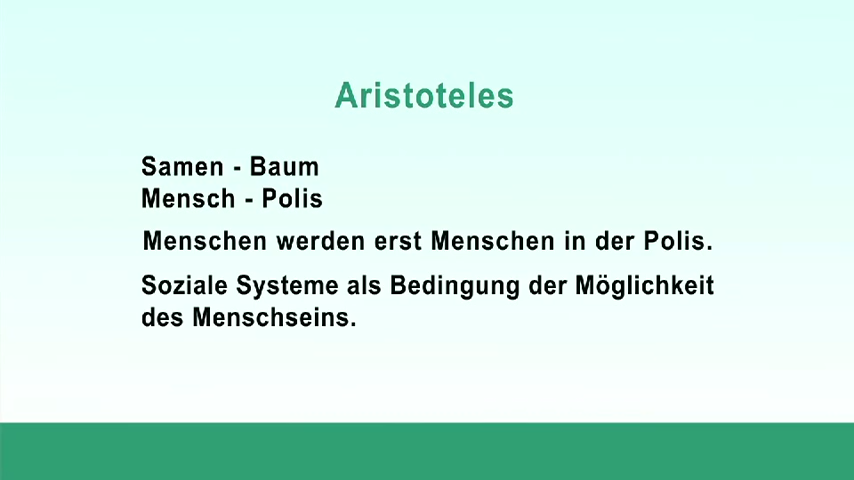 Aristoteles
Samen - Baum
Mensch - Polis
Menschen werden erst Menschen in der Polis.
Soziale Systeme als Bedingung der Möglichkeit
des Menschseins.